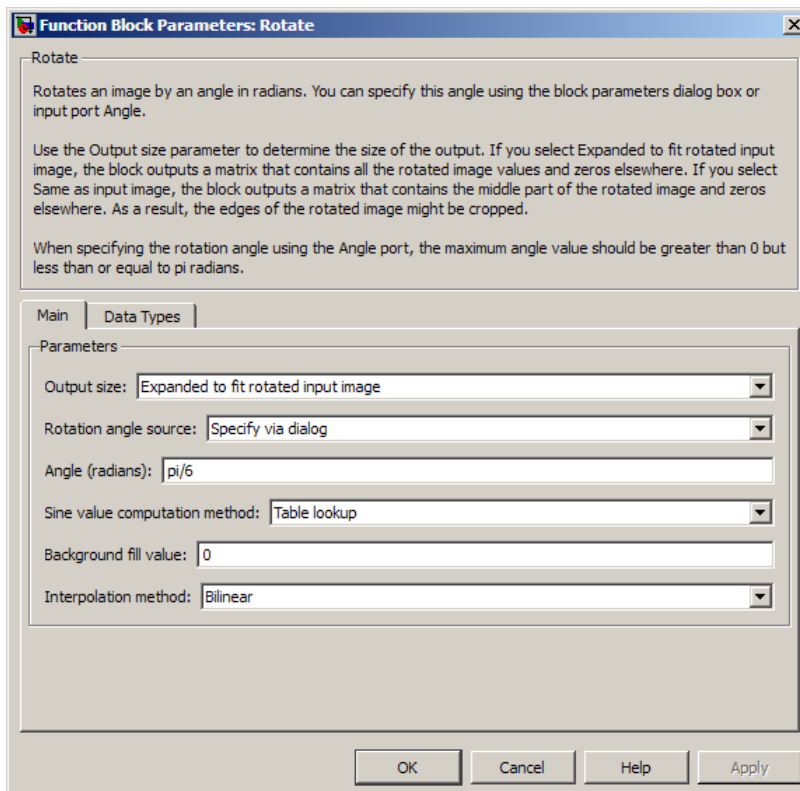 Function Block Parameters: Rotate
Rotate
Rotates an image by an angle in radians. You can specify this angle using the block parameters dialog box or
input port Angle.
Use the Output size parameter to determine the size of the output. If you select Expanded to fit rotated input
image, the block outputs a matrix that contains all the rotated image values and zeros elsewhere. If you select
Same as input image, the block outputs a matrix that contains the middle part of the rotated image and zeros
elsewhere. As a result, the edges of the rotated image might be cropped.
When specifying the rotation angle using the Angle port, the maximum angle value should be greater than 0 but
less than or equal to pi radians.
Main Data Types
Parameters
Output size: Expanded to fit rotated input image
Rotation angle source: Specify via dialog
Angle (radians): pi/6
Sine value computation method: Table lookup
Background fill value: 0
Interpolation method: Bilinear
OK Cancel Help Apply